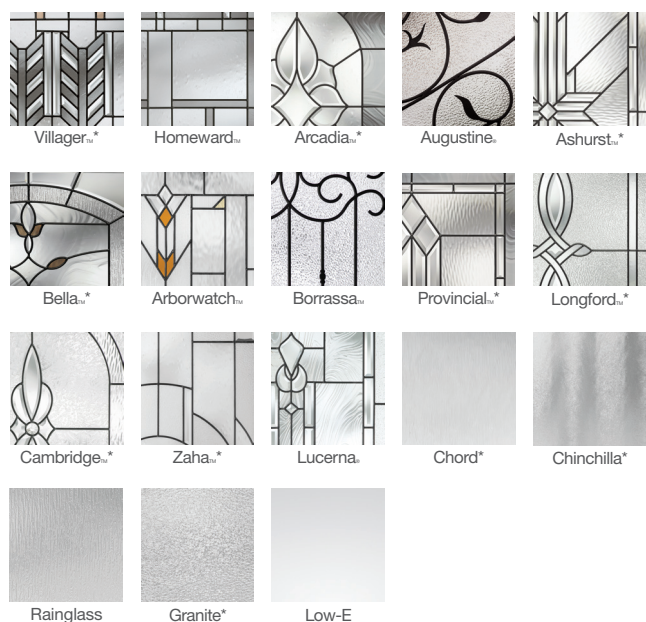 Villager™* Homeward™ Arcadia™* Augustine® Ashurst™*
Bella™* Arborwatch™ Borrassa™ Provincial™* Longford™*
Cambridge™* Zaha™* Lucerna® Chord* Chinchilla*
Rainglass Granite* Low-E